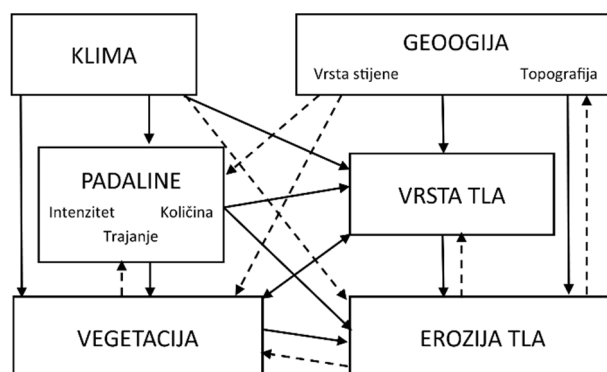 KLIMA
GEOOGIJA
Vrsta stijene Topografija
PADALINE
Intenzitet Količina
Trajanje
VRSTA TLA
VEGETACIJA
EROZIJA TLA